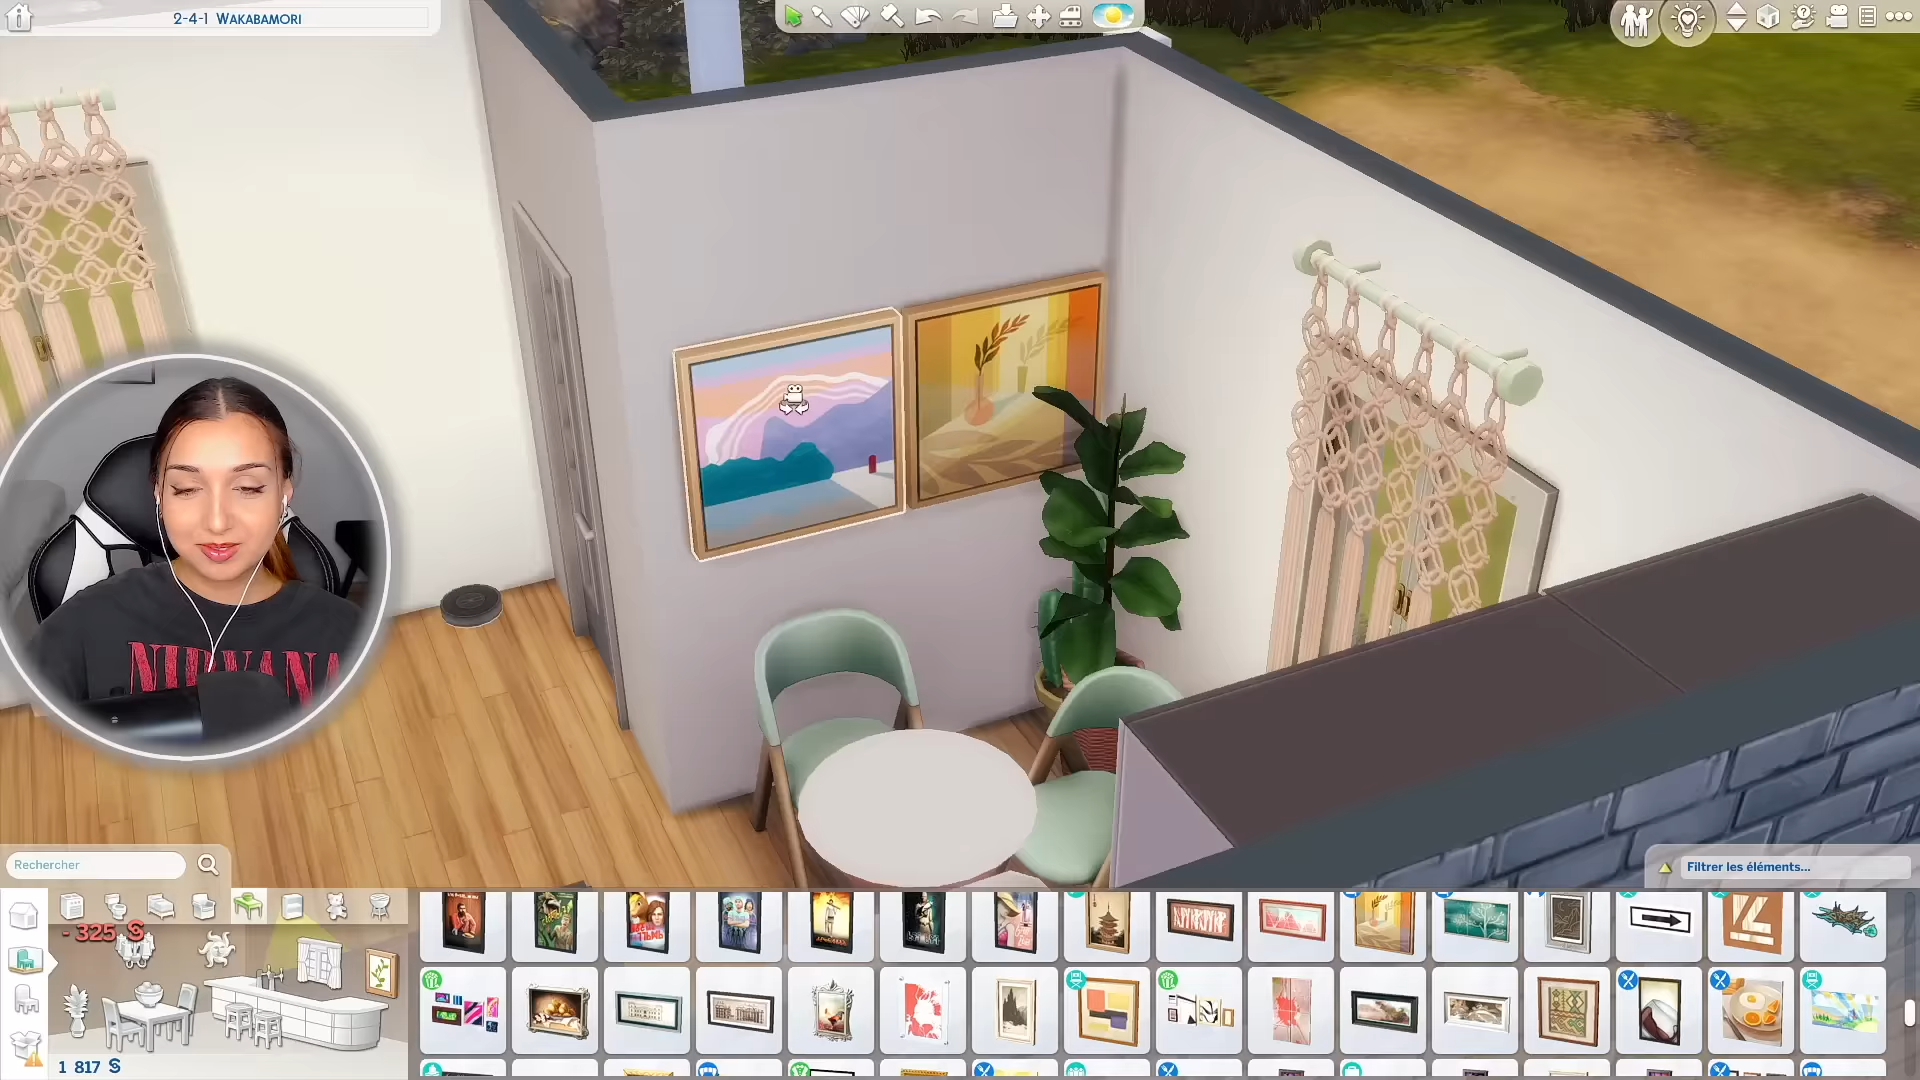 2-4-1 Wakabamori
NIRVANA
Rechercher
Filtrer les éléments...
- 325 §
1 817 §